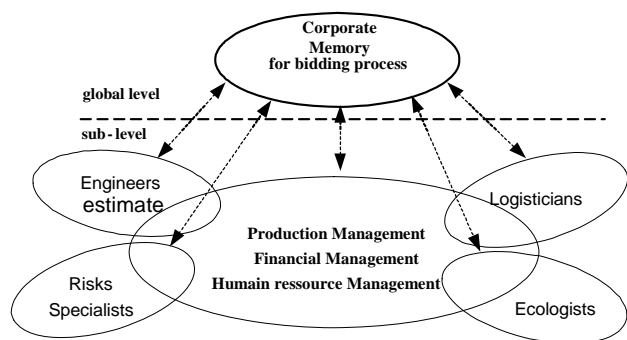 Corporate
Memory
for bidding process
global level
sub-level
Engineers
estimate
Logisticians
Production Management
Financial Management
Humain ressource Management
Risks
Specialists
Ecologists